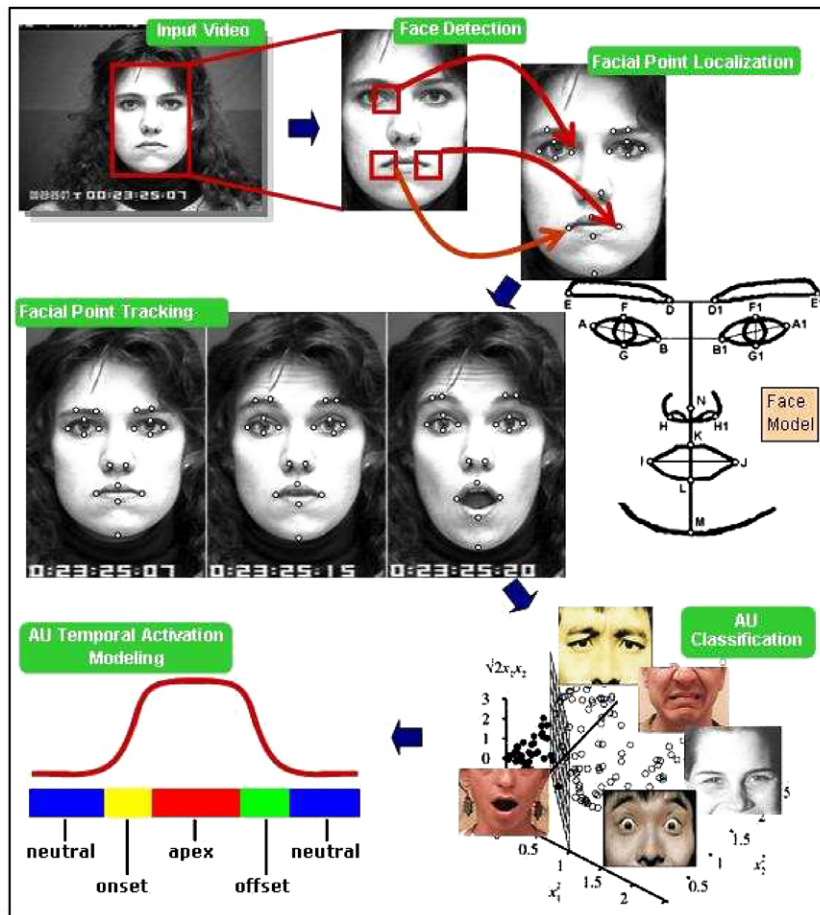 Input Video
Face Detection
Facial Point Localization
00:23:25:07
Facial Point Tracking
E D D1 E1
F F1
A A1
B B1
G G1
N
H H1
K
I J
L
M
Face
Model
0:23:25:07
0:23:25:15
0:23:25:20
AU Temporal Activation
Modeling
AU
Classification
√2x₁x₂
3
2
1
0
0.5
1
1.5
2
x₁²
0.5
1
1.5
2
x₂²
neutral
onset
apex
offset
neutral